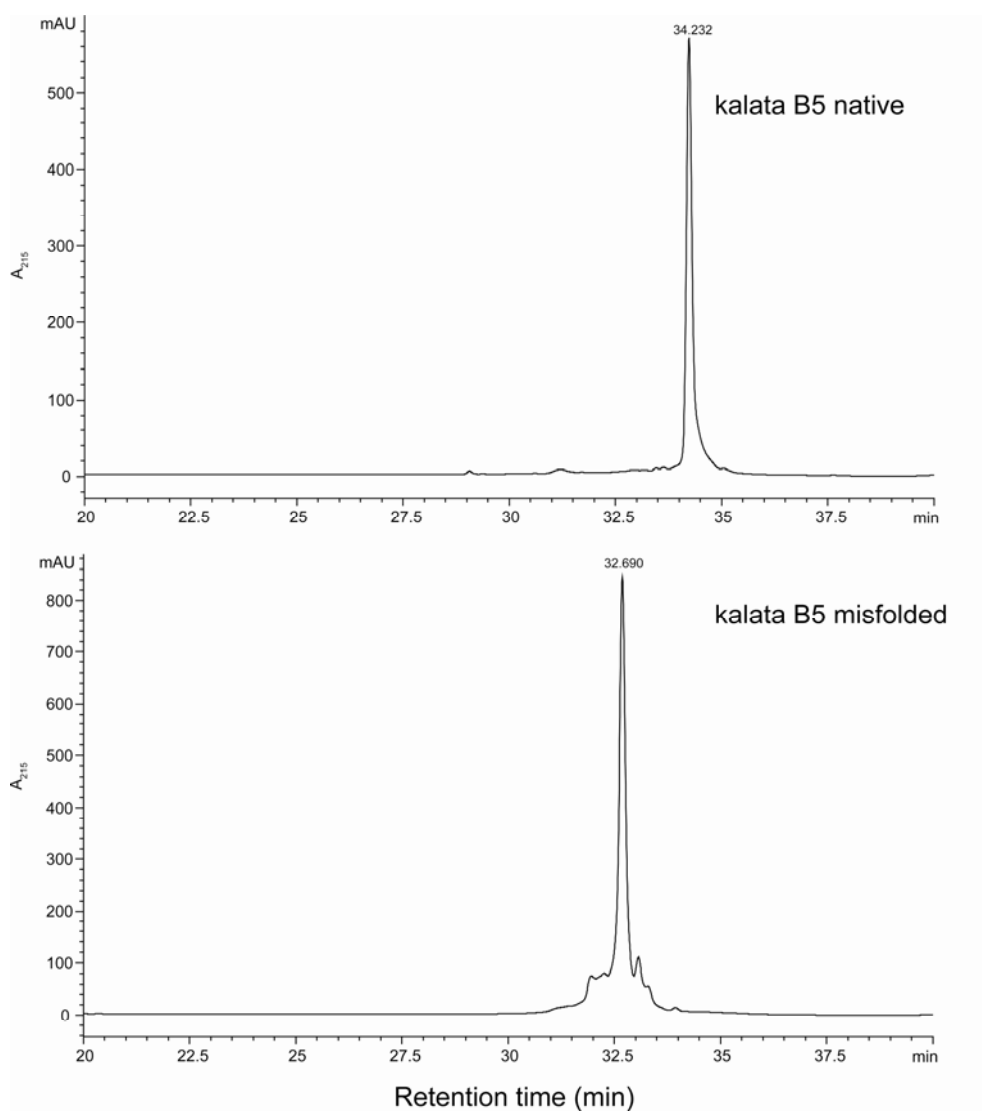 mAU
34.232
500
kalata B5 native
400
300
A215
200
100
0
20 22.5 25 27.5 30 32.5 35 37.5 min
mAU
32.690
800
kalata B5 misfolded
700
600
500
A215
400
300
200
100
0
20 22.5 25 27.5 30 32.5 35 37.5 min
Retention time (min)